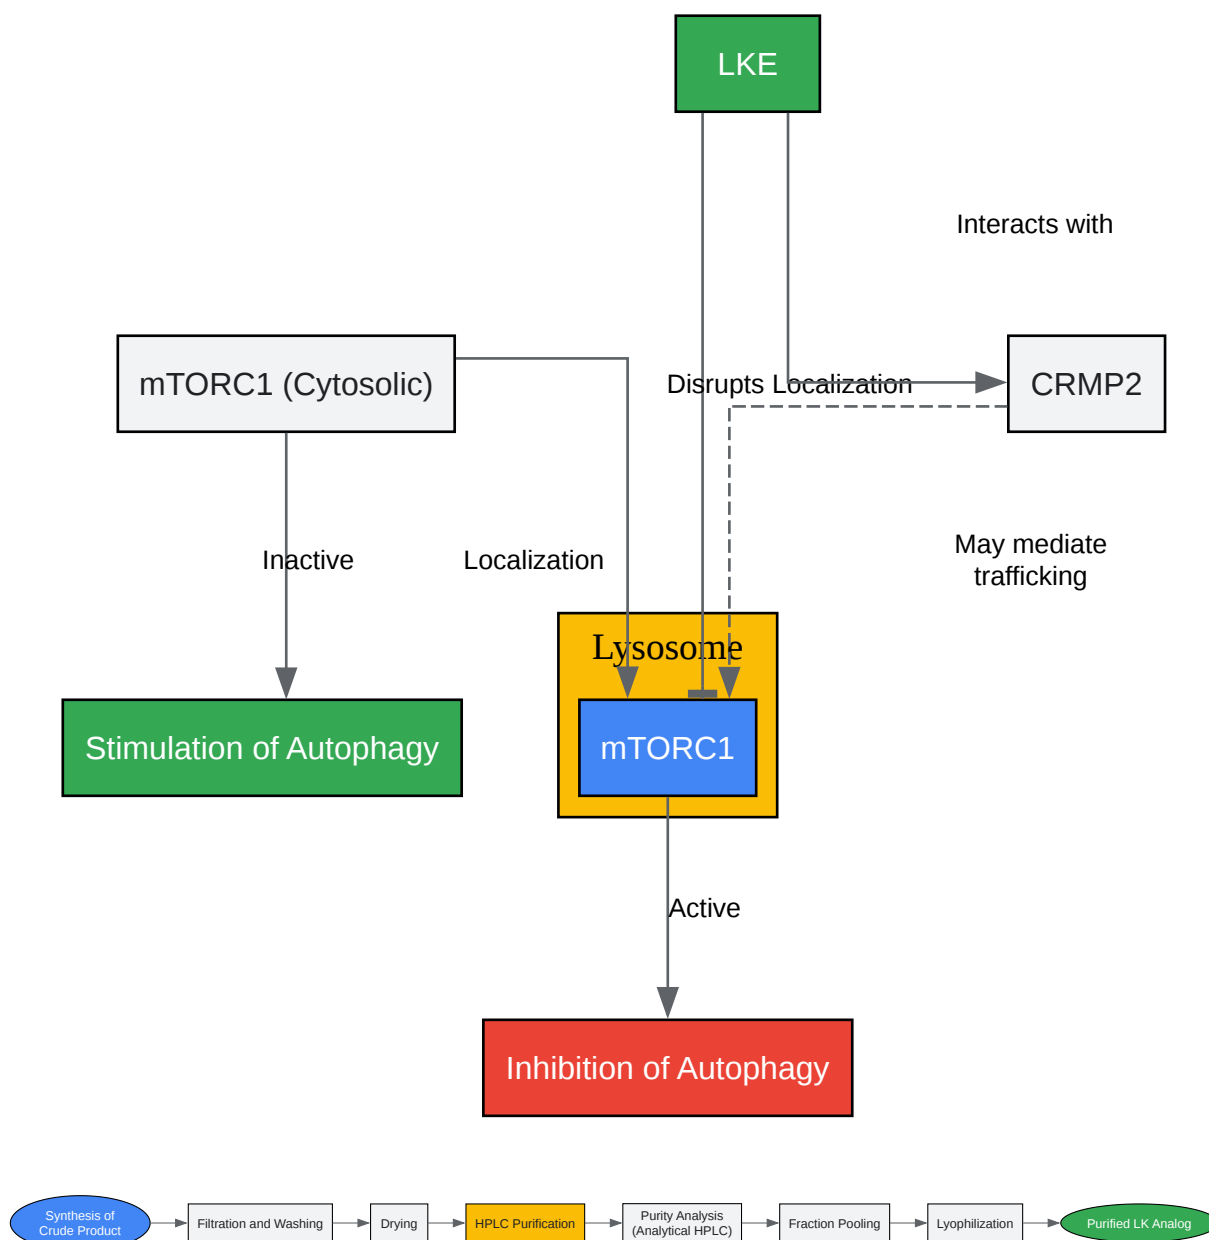 LKE
Interacts with
mTORC1 (Cytosolic)
Disrupts Localization
CRMP2
Inactive
Localization
May mediate
trafficking
Lysosome
Stimulation of Autophagy
mTORC1
Active
Inhibition of Autophagy
Synthesis of
Crude Product
Filtration and Washing
Drying
HPLC Purification
Purity Analysis
(Analytical HPLC)
Fraction Pooling
Lyophilization
Purified LK Analog